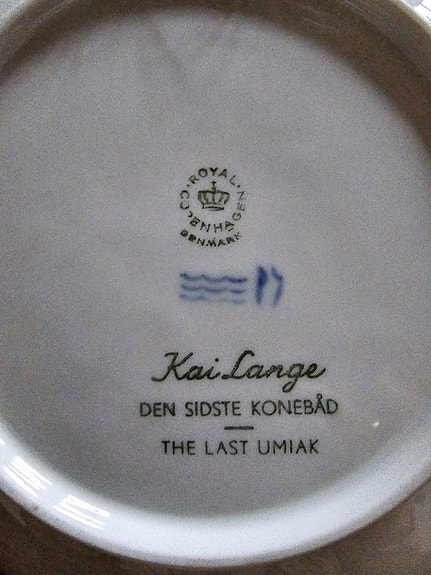 ROYAL
COPENHAGEN
DENMARK
Kai Lange
DEN SIDSTE KONEBÅD
THE LAST UMIAK